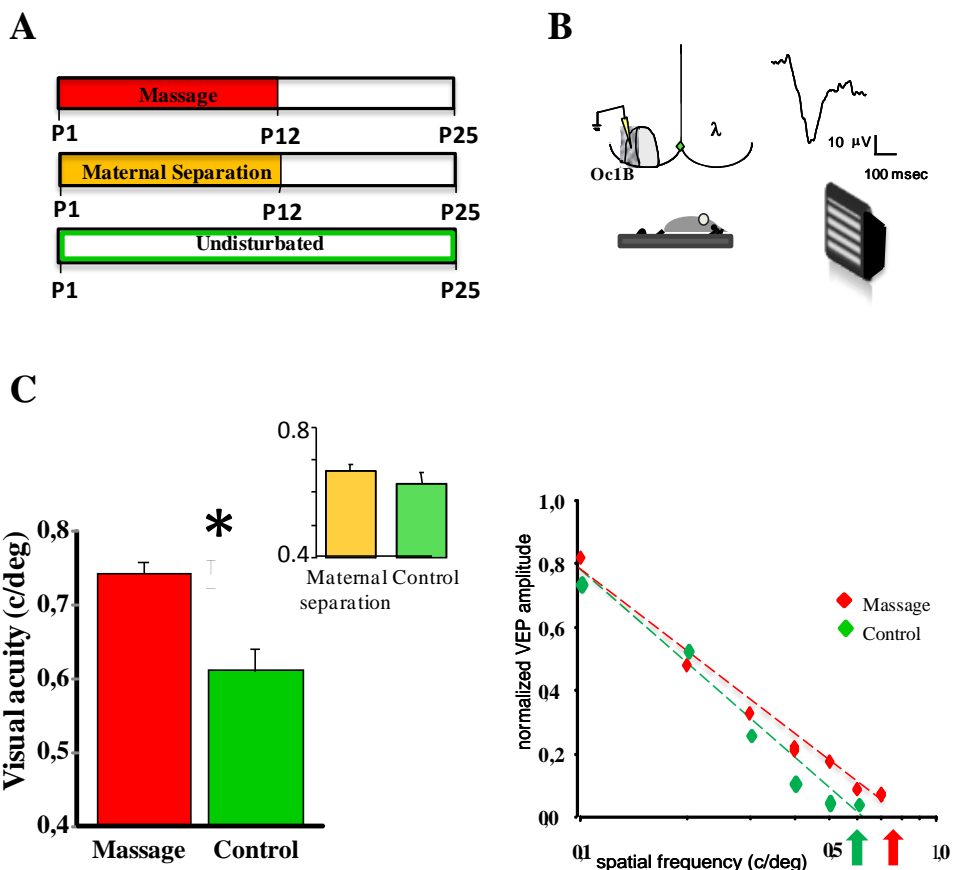 A
Massage
P1 P12 P25
Maternal Separation
P1 P12 P25
Undisturbated
P1 P25
B
λ
Oc1B
10 μV
100 msec
C
Visual acuity (c/deg)
0,8
0,7
0,6
0,5
0,4
*
Massage Control
0.8
0.4
Maternal Control
separation
normalized VEP amplitude
1,0
0,8
0,6
0,4
0,2
0,0
Massage
Control
0,1 0,5 1,0
spatial frequency (c/deg)